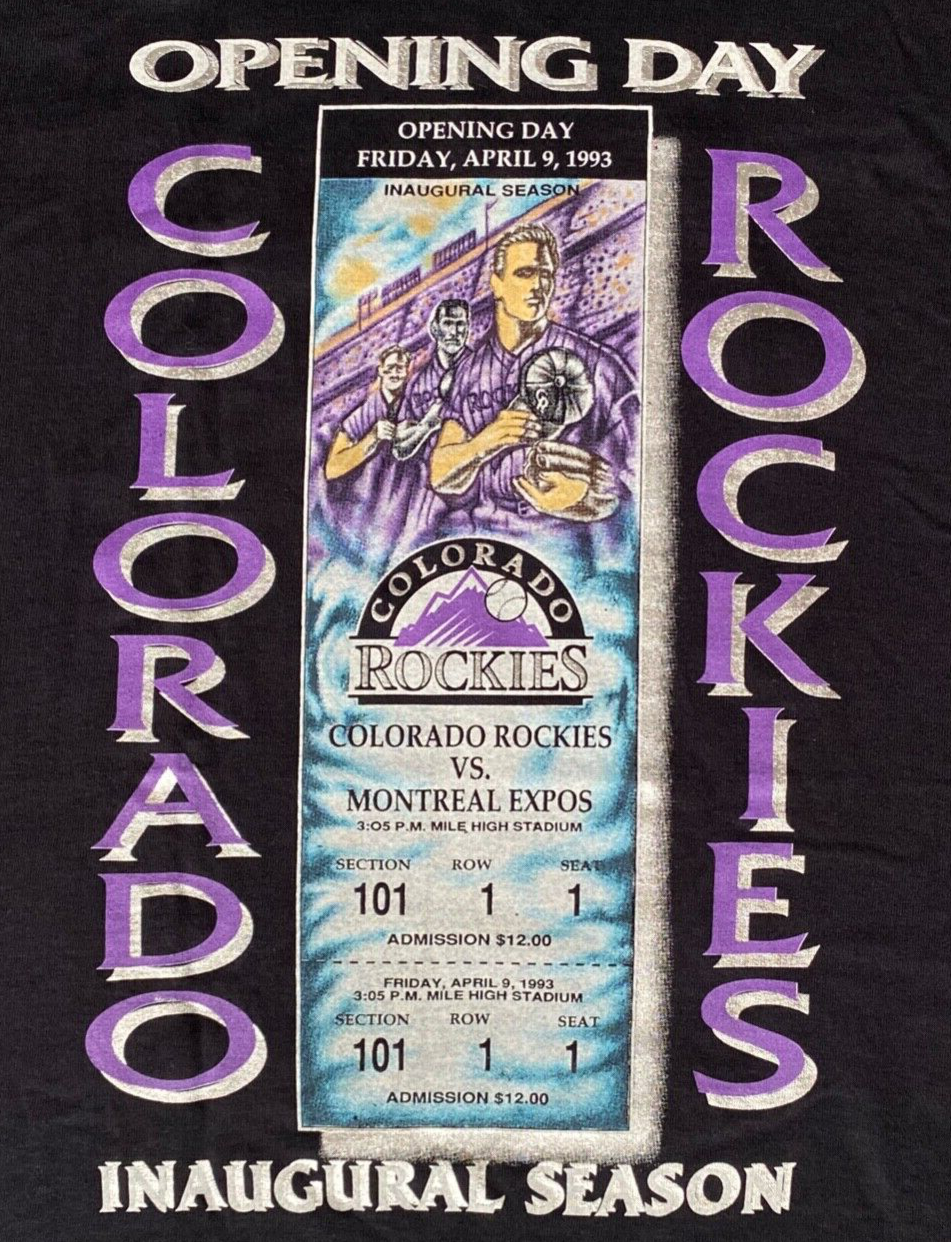 OPENING DAY
COLORADO
ROCKIES
OPENING DAY
FRIDAY, APRIL 9, 1993
INAUGURAL SEASON
COLORADO
ROCKIES
COLORADO ROCKIES
VS.
MONTREAL EXPOS
3:05 P.M. MILE HIGH STADIUM
SECTION ROW SEAT
101 1 1
ADMISSION $12.00
FRIDAY, APRIL 9, 1993
3:05 P.M. MILE HIGH STADIUM
SECTION ROW SEAT
101 1 1
ADMISSION $12.00
INAUGURAL SEASON